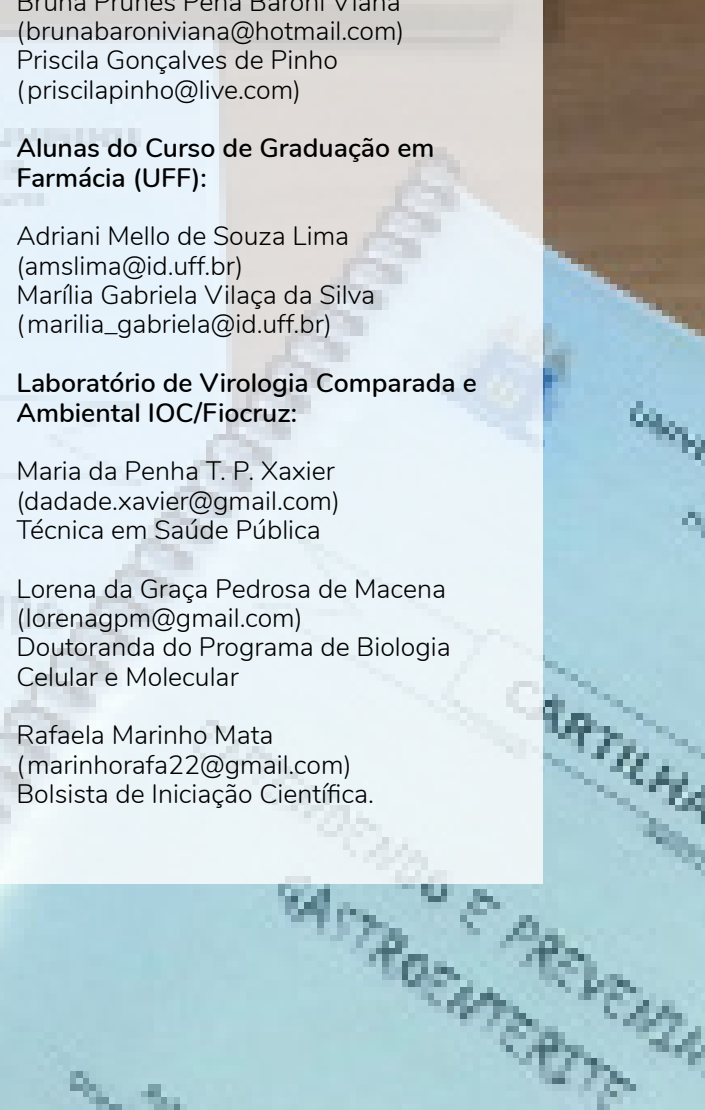 Bruna Prunes Pena Baroni Viana
(brunabaroniviana@hotmail.com)
Priscila Gonçalves de Pinho
(priscilapinho@live.com)
Alunas do Curso de Graduação em
Farmácia (UFF):
Adriani Mello de Souza Lima
(amslima@id.uff.br)
Marília Gabriela Vilaça da Silva
(marilia_gabriela@id.uff.br)
Laboratório de Virologia Comparada e
Ambiental IOC/Fiocruz:
Maria da Penha T. P. Xaxier
(dadade.xavier@gmail.com)
Técnica em Saúde Pública
Lorena da Graça Pedrosa de Macena
(lorenagpm@gmail.com)
Doutoranda do Programa de Biologia
Celular e Molecular
Rafaela Marinho Mata
(marinhorafa22@gmail.com)
Bolsista de Iniciação Científica.
CARTILHA
E PREVENIN
GASTROENTERITE